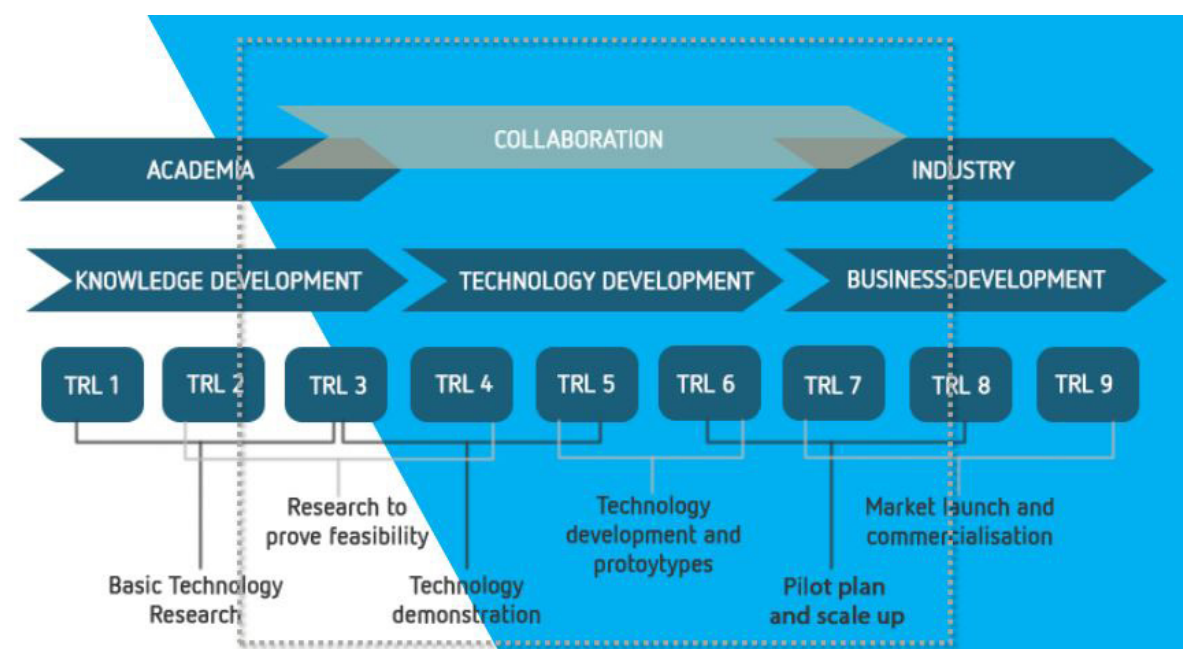 COLLABORATION
ACADEMIA
INDUSTRY
KNOWLEDGE DEVELOPMENT
TECHNOLOGY DEVELOPMENT
BUSINESS DEVELOPMENT
TRL 1
TRL 2
TRL 3
TRL 4
TRL 5
TRL 6
TRL 7
TRL 8
TRL 9
Research to
prove feasibility
Technology
development and
protoytypes
Market launch and
commercialisation
Basic Technology
Research
Technology
demonstration
Pilot plan
and scale up